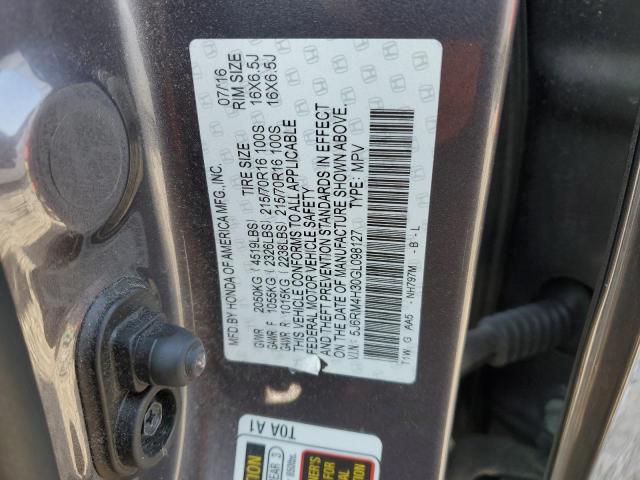 MFD.BY HONDA OF AMERICA MFG.,INC. 07/16
TIRE SIZE RIM SIZE
GVWR 2050KG(4519LBS)
GAWR F 1055KG(2326LBS) 215/70R16 100S 16X6.5J
GAWR R 1015KG(2238LBS) 215/70R16 100S 16X6.5J
THIS VEHICLE CONFORMS TO ALL APPLICABLE
FEDERAL MOTOR VEHICLE SAFETY
AND THEFT PREVENTION STANDARDS IN EFFECT
ON THE DATE OF MANUFACTURE SHOWN ABOVE.
V.I.N.: 5J6RM4H30GL098127 TYPE: MPV
T1W G AA5 NH797M -B-L
T0A A1